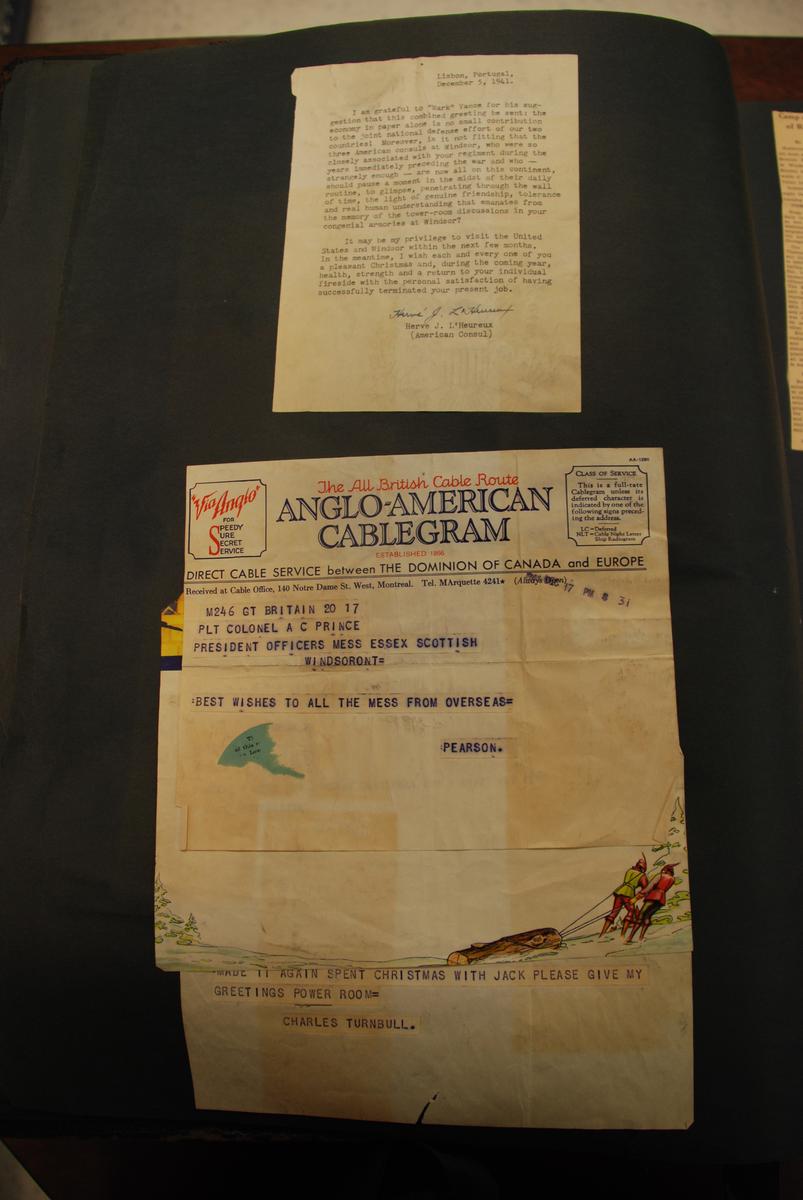 Lisbon, Portugal,
December 5, 1941.
I am grateful to "Mark" Vance for his sug-
gestion that this combined greeting be sent: the
economy in paper alone is no small contribution
to the joint national defense effort of our two
countries! Moreover, is it not fitting that the
three American consuls at Windsor, who were so
closely associated with your regiment during the
years immediately preceding the war and who —
strangely enough — are now all on this continent,
should pause a moment in the midst of their daily
routine, to glimpse, penetrating through the wall
of time, the light of genuine friendship, tolerance
and real human understanding that emanates from
the memory of the tower-room discussions in your
congenial armories at Windsor?
It may be my privilege to visit the United
States and Windsor within the next few months.
In the meantime, I wish each and every one of you
a pleasant Christmas and, during the coming year,
health, strength and a return to your individual
fireside with the personal satisfaction of having
successfully terminated your present job.
Herve J. L'Heureux
Herve J. L'Heureux
(American Consul)
AA-1280
"Via Anglo"
FOR
SPEEDY
SURE
SECRET
SERVICE
The All British Cable Route
ANGLO-AMERICAN
CABLEGRAM
ESTABLISHED 1866
CLASS OF SERVICE
This is a full-rate
Cablegram unless its
deferred character is
indicated by one of the
following signs preced-
ing the address.
LC=Deferred
NLT=Cable Night Letter
Ship Radiogram
DIRECT CABLE SERVICE between THE DOMINION OF CANADA and EUROPE
Received at Cable Office, 140 Notre Dame St. West, Montreal. Tel. MArquette 4241★ (Always Open)
17 PM 8 31
M246 GT BRITAIN 20 17
PLT COLONEL A C PRINCE
PRESIDENT OFFICERS MESS ESSEX SCOTTISH
WINDSORONT=
=BEST WISHES TO ALL THE MESS FROM OVERSEAS=
PEARSON.
of this
MADE IT AGAIN SPENT CHRISTMAS WITH JACK PLEASE GIVE MY
GREETINGS POWER ROOM=
CHARLES TURNBULL.